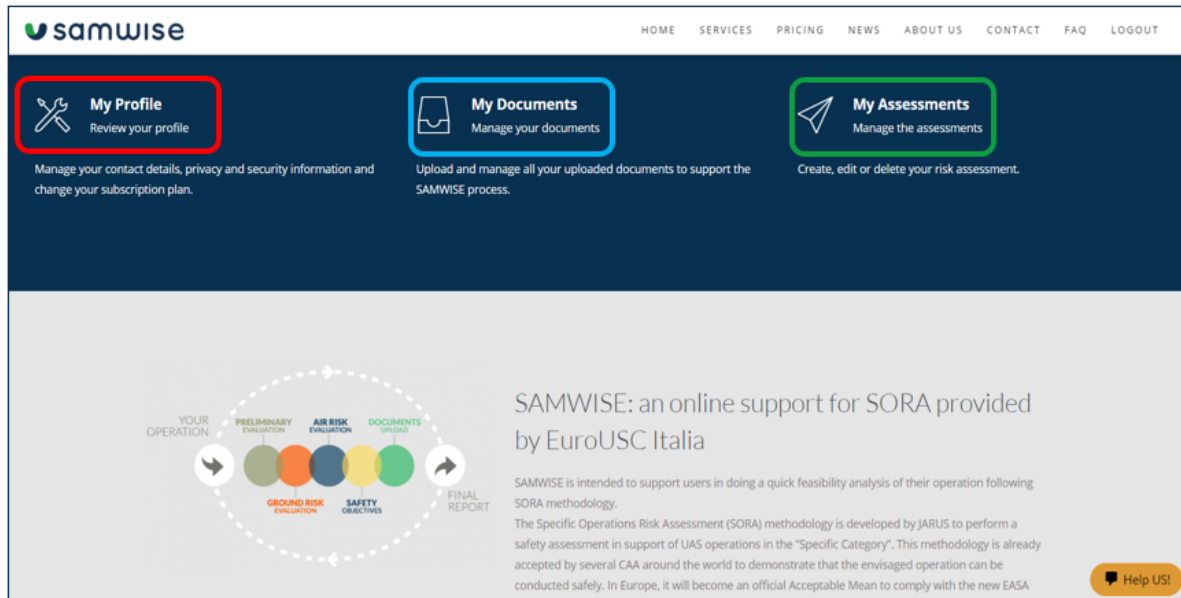 samwise
HOME SERVICES PRICING NEWS ABOUT US CONTACT FAQ LOGOUT
My Profile
Review your profile
Manage your contact details, privacy and security information and
change your subscription plan.
My Documents
Manage your documents
Upload and manage all your uploaded documents to support the
SAMWISE process.
My Assessments
Manage the assessments
Create, edit or delete your risk assessment.
YOUR
OPERATION
PRELIMINARY
EVALUATION
AIR RISK
EVALUATION
DOCUMENTS
UPLOAD
GROUND RISK
EVALUATION
SAFETY
OBJECTIVES
FINAL
REPORT
SAMWISE: an online support for SORA provided
by EuroUSC Italia
SAMWISE is intended to support users in doing a quick feasibility analysis of their operation following
SORA methodology.
The Specific Operations Risk Assessment (SORA) methodology is developed by JARUS to perform a
safety assessment in support of UAS operations in the "Specific Category". This methodology is already
accepted by several CAA around the world to demonstrate that the envisaged operation can be
conducted safely. In Europe, it will become an official Acceptable Mean to comply with the new EASA
Help US!